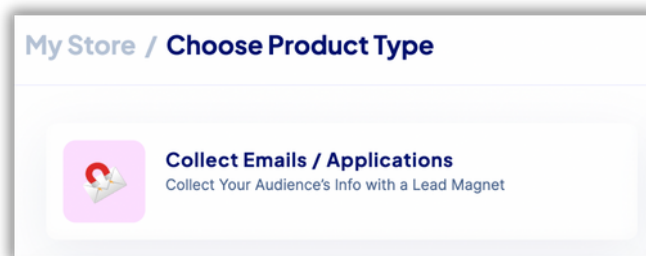 My Store / Choose Product Type
Collect Emails / Applications
Collect Your Audience's Info with a Lead Magnet